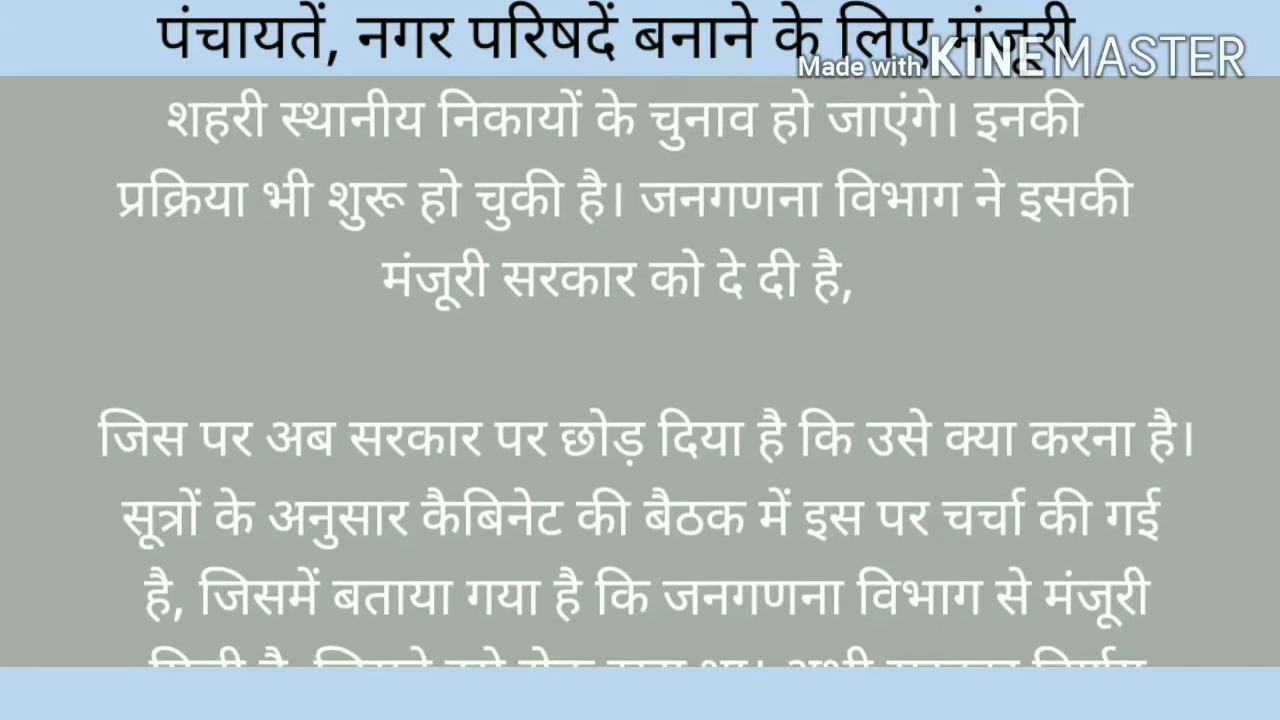 पंचायतें, नगर परिषदें बनाने के लिए मंजूरी
Made with KINEMASTER
शहरी स्थानीय निकायों के चुनाव हो जाएंगे। इनकी
प्रक्रिया भी शुरू हो चुकी है। जनगणना विभाग ने इसकी
मंजूरी सरकार को दे दी है,
जिस पर अब सरकार पर छोड़ दिया है कि उसे क्या करना है।
सूत्रों के अनुसार कैबिनेट की बैठक में इस पर चर्चा की गई
है, जिसमें बताया गया है कि जनगणना विभाग से मंजूरी